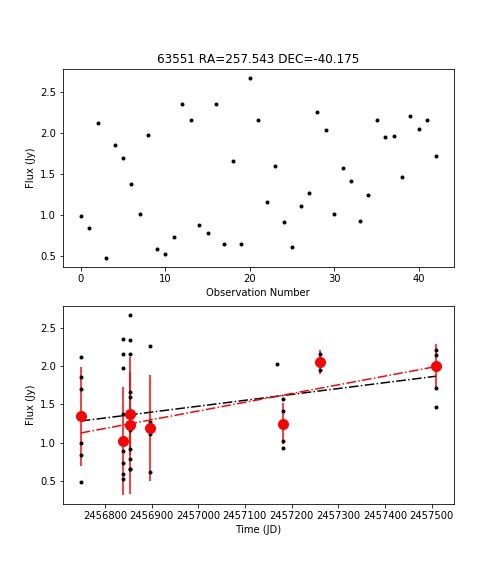 63551 RA=257.543 DEC=-40.175
2.5
2.0
1.5
1.0
0.5
Flux (Jy)
0 10 20 30 40
Observation Number
2.5
2.0
1.5
1.0
0.5
Flux (Jy)
2456800 2456900 2457000 2457100 2457200 2457300 2457400 2457500
Time (JD)